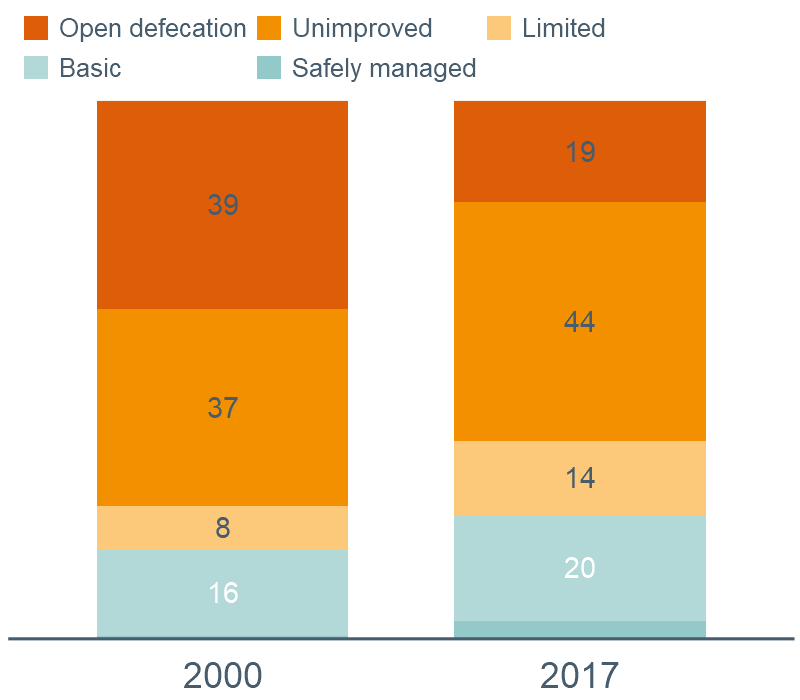 Open defecation Unimproved Limited
Basic Safely managed
39 19
37 44
8 14
16 20
2000 2017